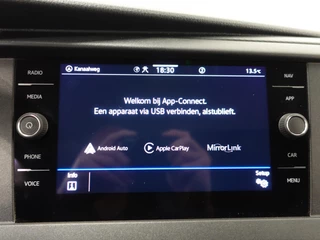 RADIO
MEDIA
PHONE
VOICE
Kanaalweg 18:30 13.5°C
Welkom bij App-Connect.
Een apparaat via USB verbinden, alstublieft.
Android Auto Apple CarPlay MirrorLink
Info Setup
NAV
APP
CAR
MENU